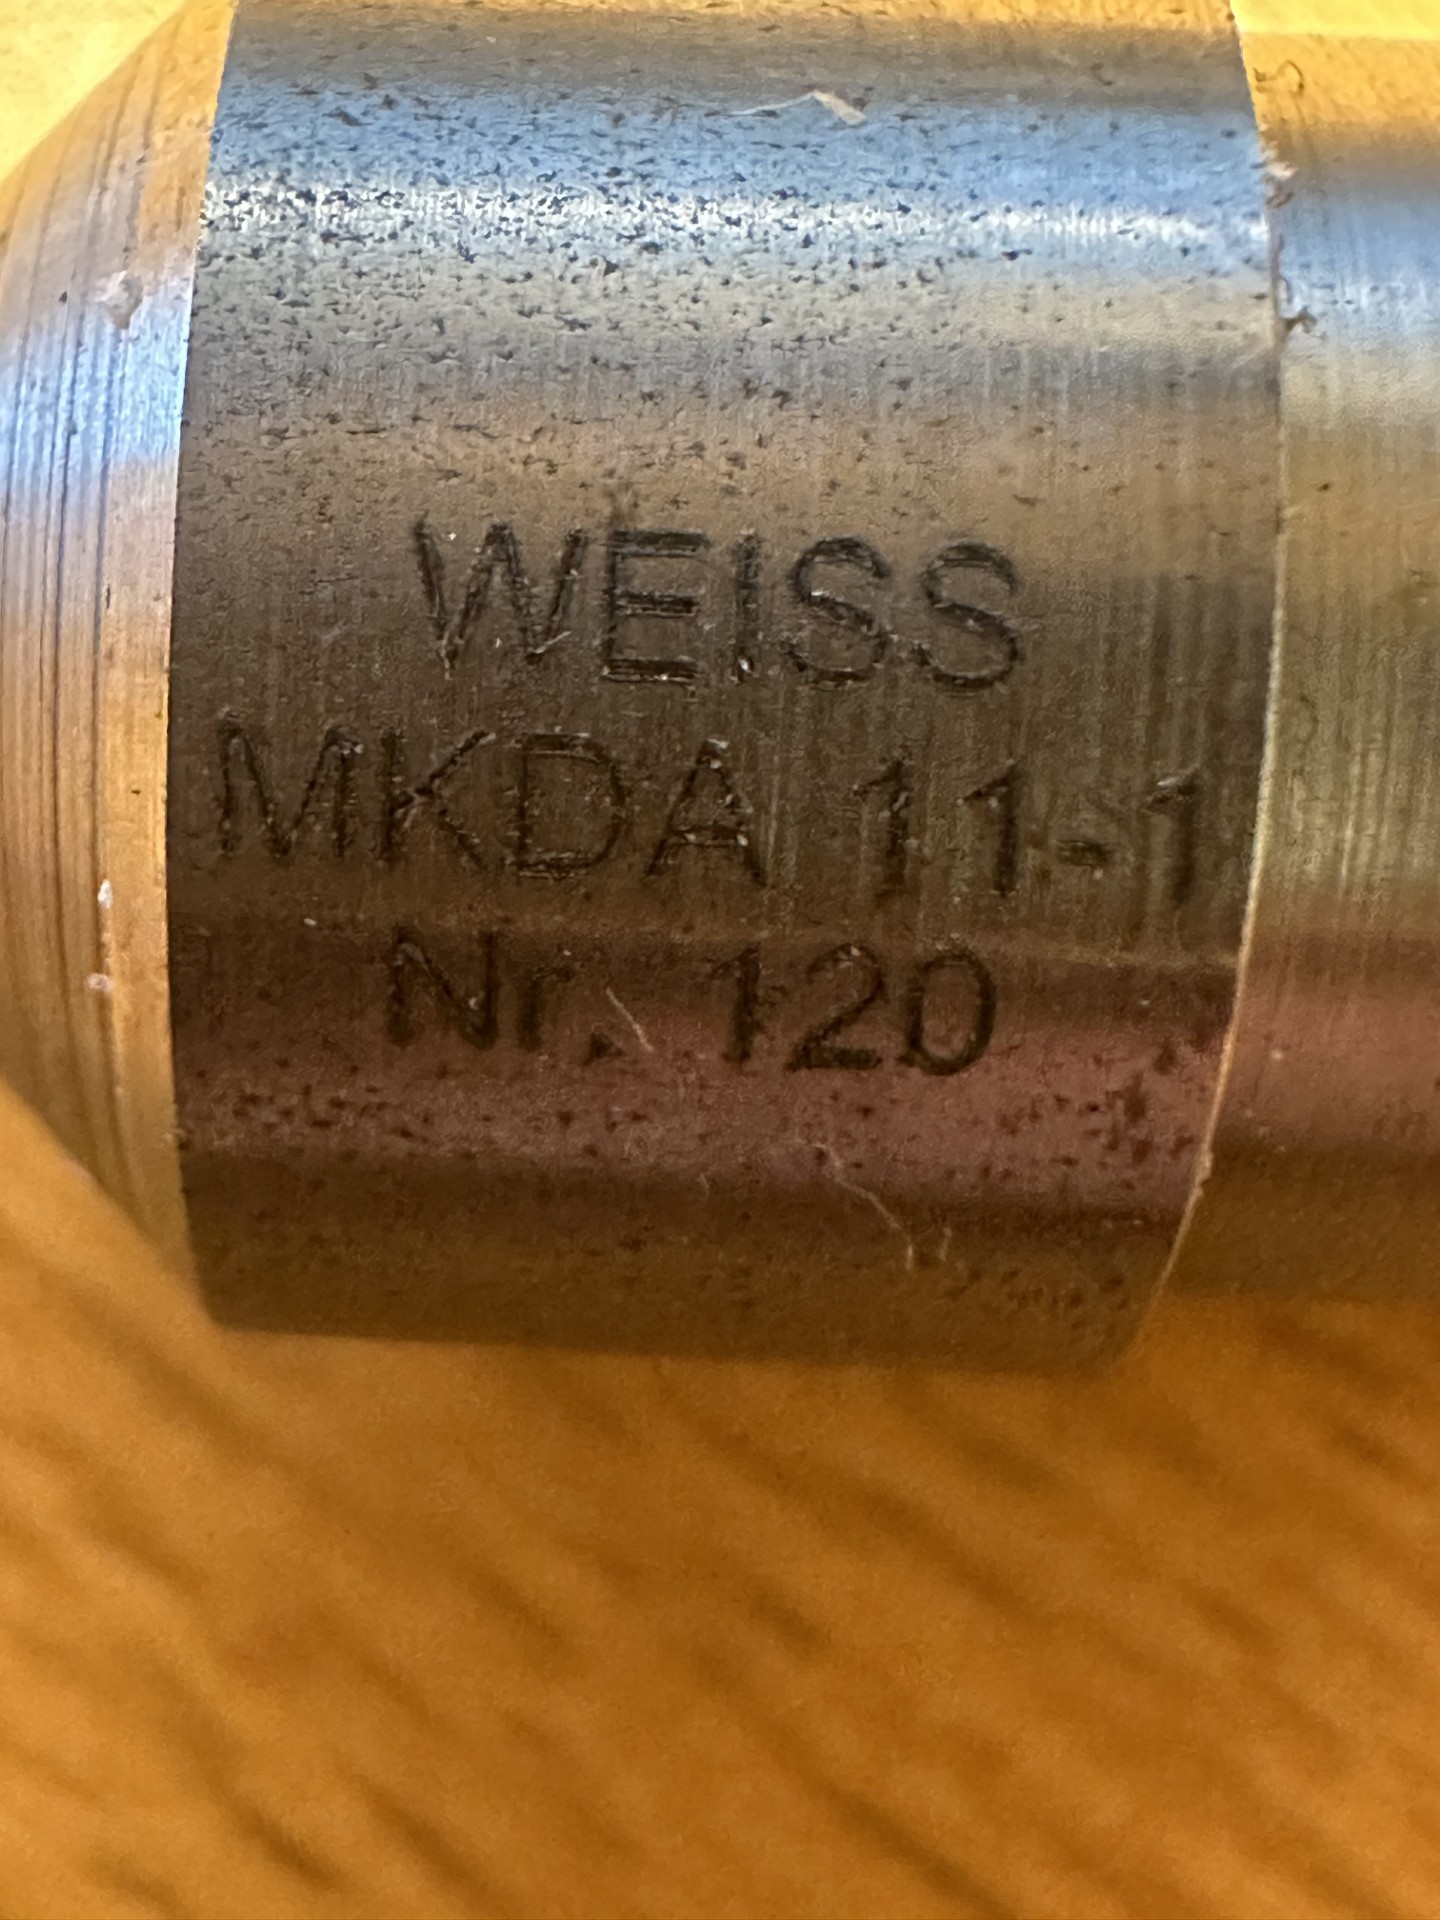 WEISS
MKDA 11-1
Nr. 120